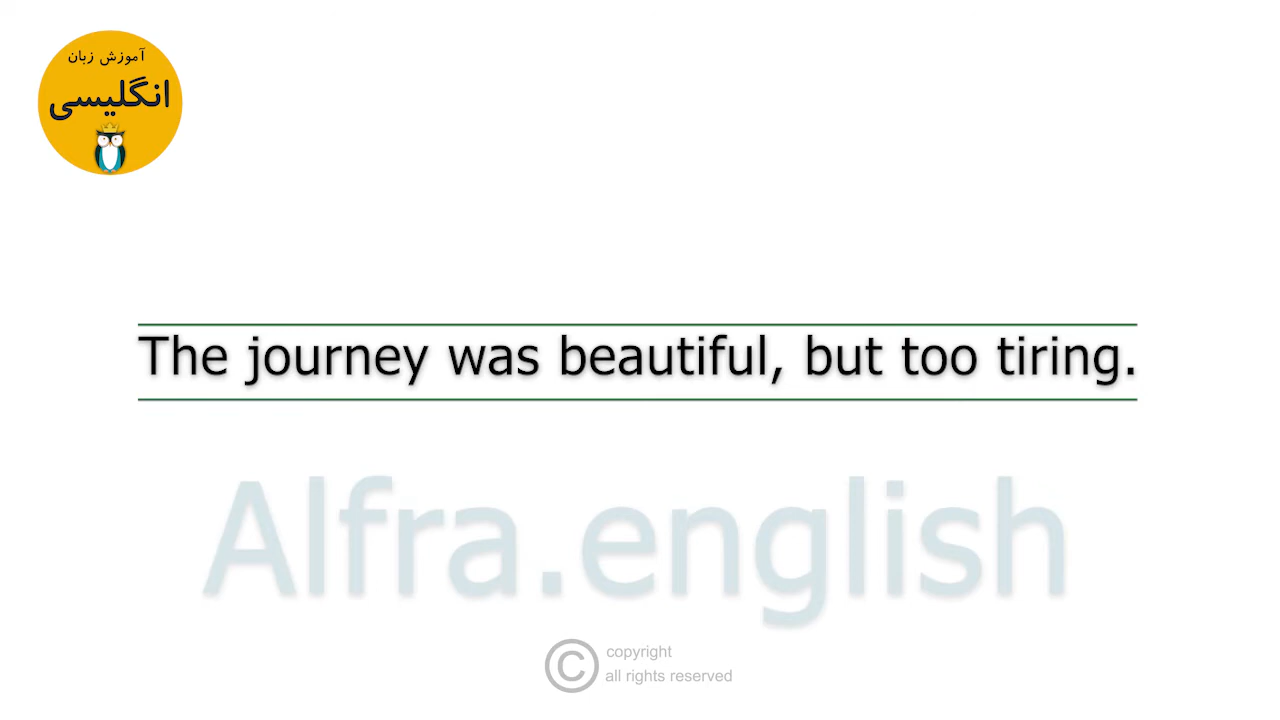 آموزش زبان
انگلیسی
The journey was beautiful, but too tiring.
Alfra.english
© copyright
all rights reserved